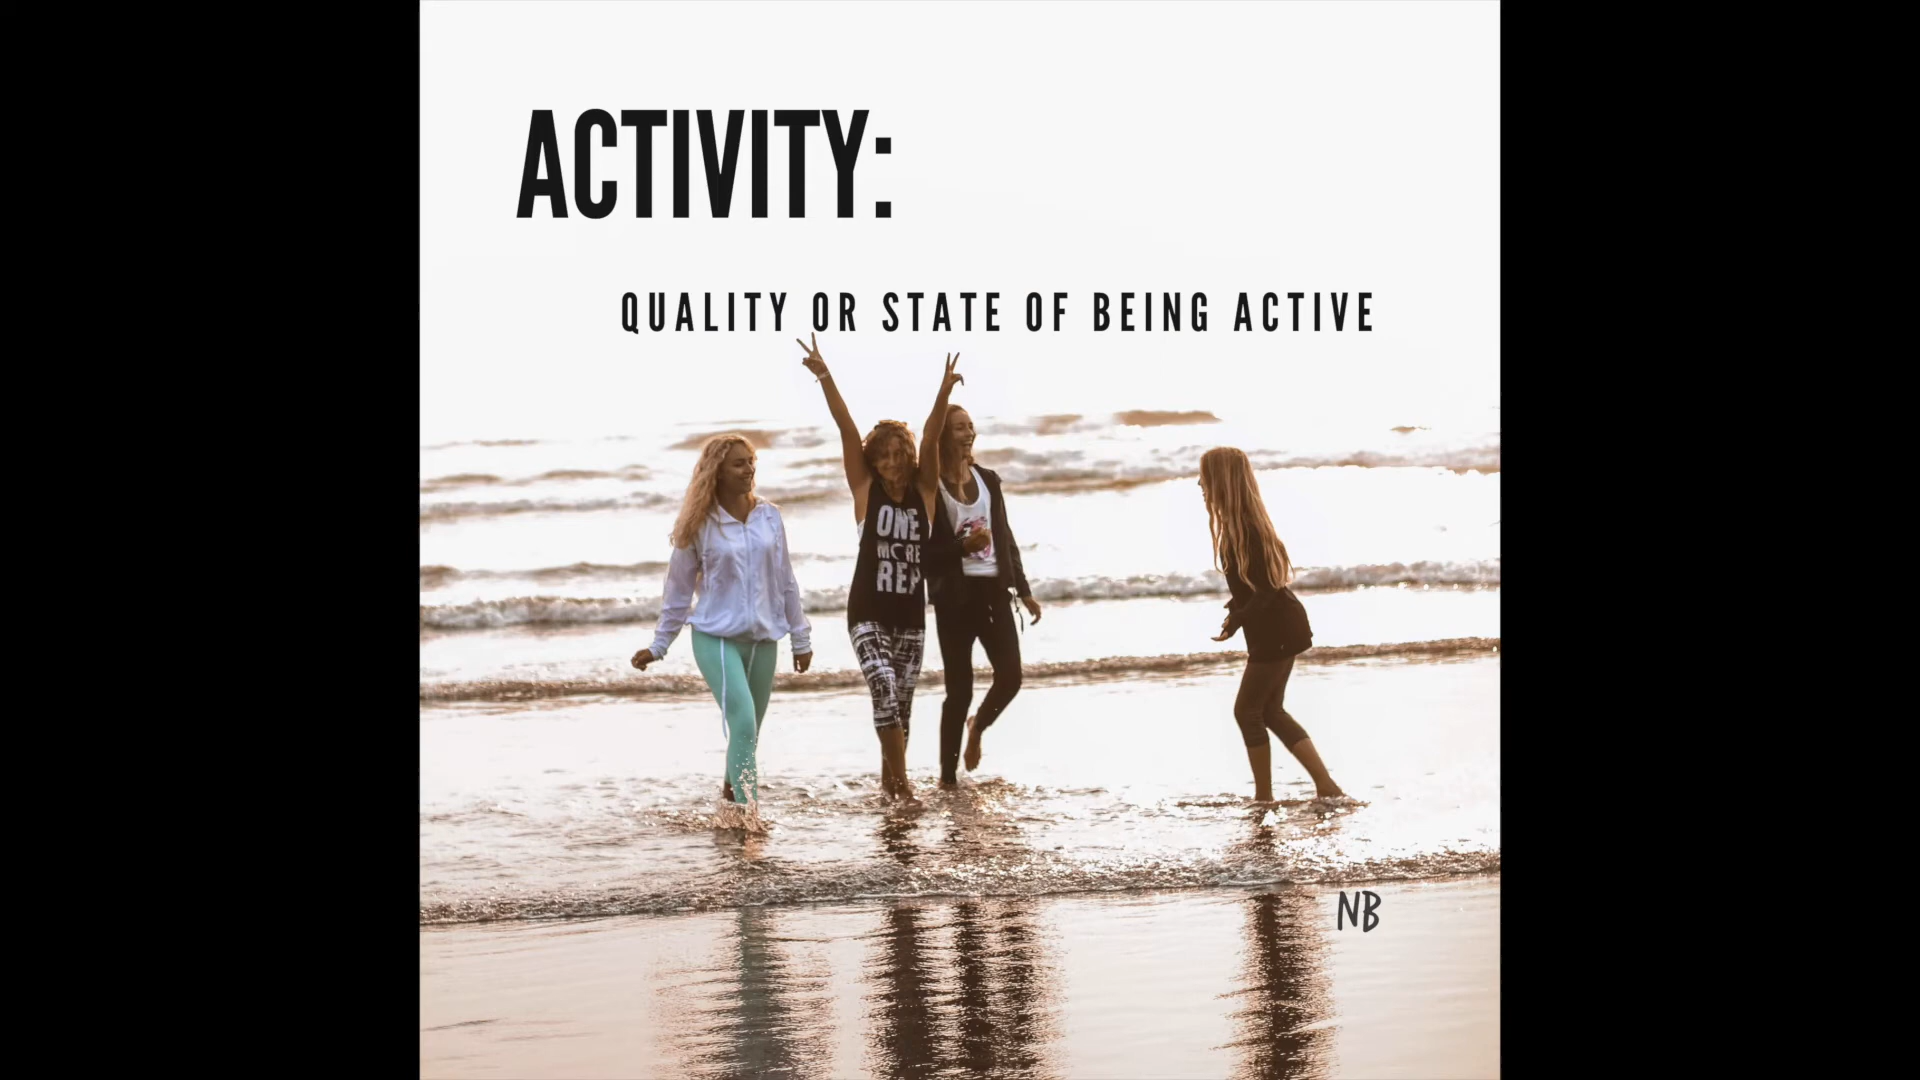 ACTIVITY:
QUALITY OR STATE OF BEING ACTIVE
ONE
MORE
REP
NB